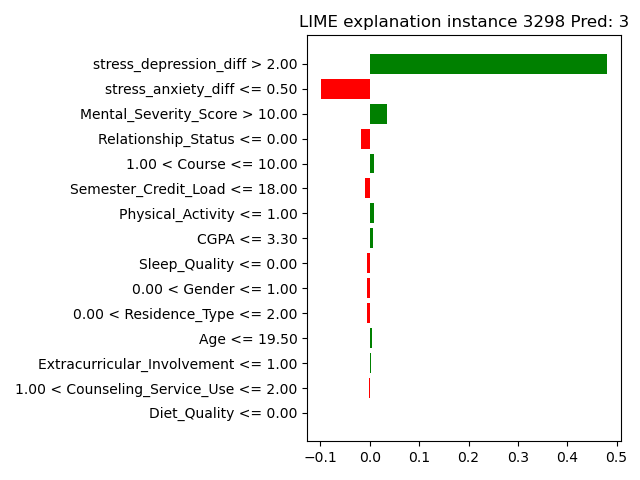 LIME explanation instance 3298 Pred: 3
stress_depression_diff > 2.00
stress_anxiety_diff <= 0.50
Mental_Severity_Score > 10.00
Relationship_Status <= 0.00
1.00 < Course <= 10.00
Semester_Credit_Load <= 18.00
Physical_Activity <= 1.00
CGPA <= 3.30
Sleep_Quality <= 0.00
0.00 < Gender <= 1.00
0.00 < Residence_Type <= 2.00
Age <= 19.50
Extracurricular_Involvement <= 1.00
1.00 < Counseling_Service_Use <= 2.00
Diet_Quality <= 0.00
−0.1 0.0 0.1 0.2 0.3 0.4 0.5